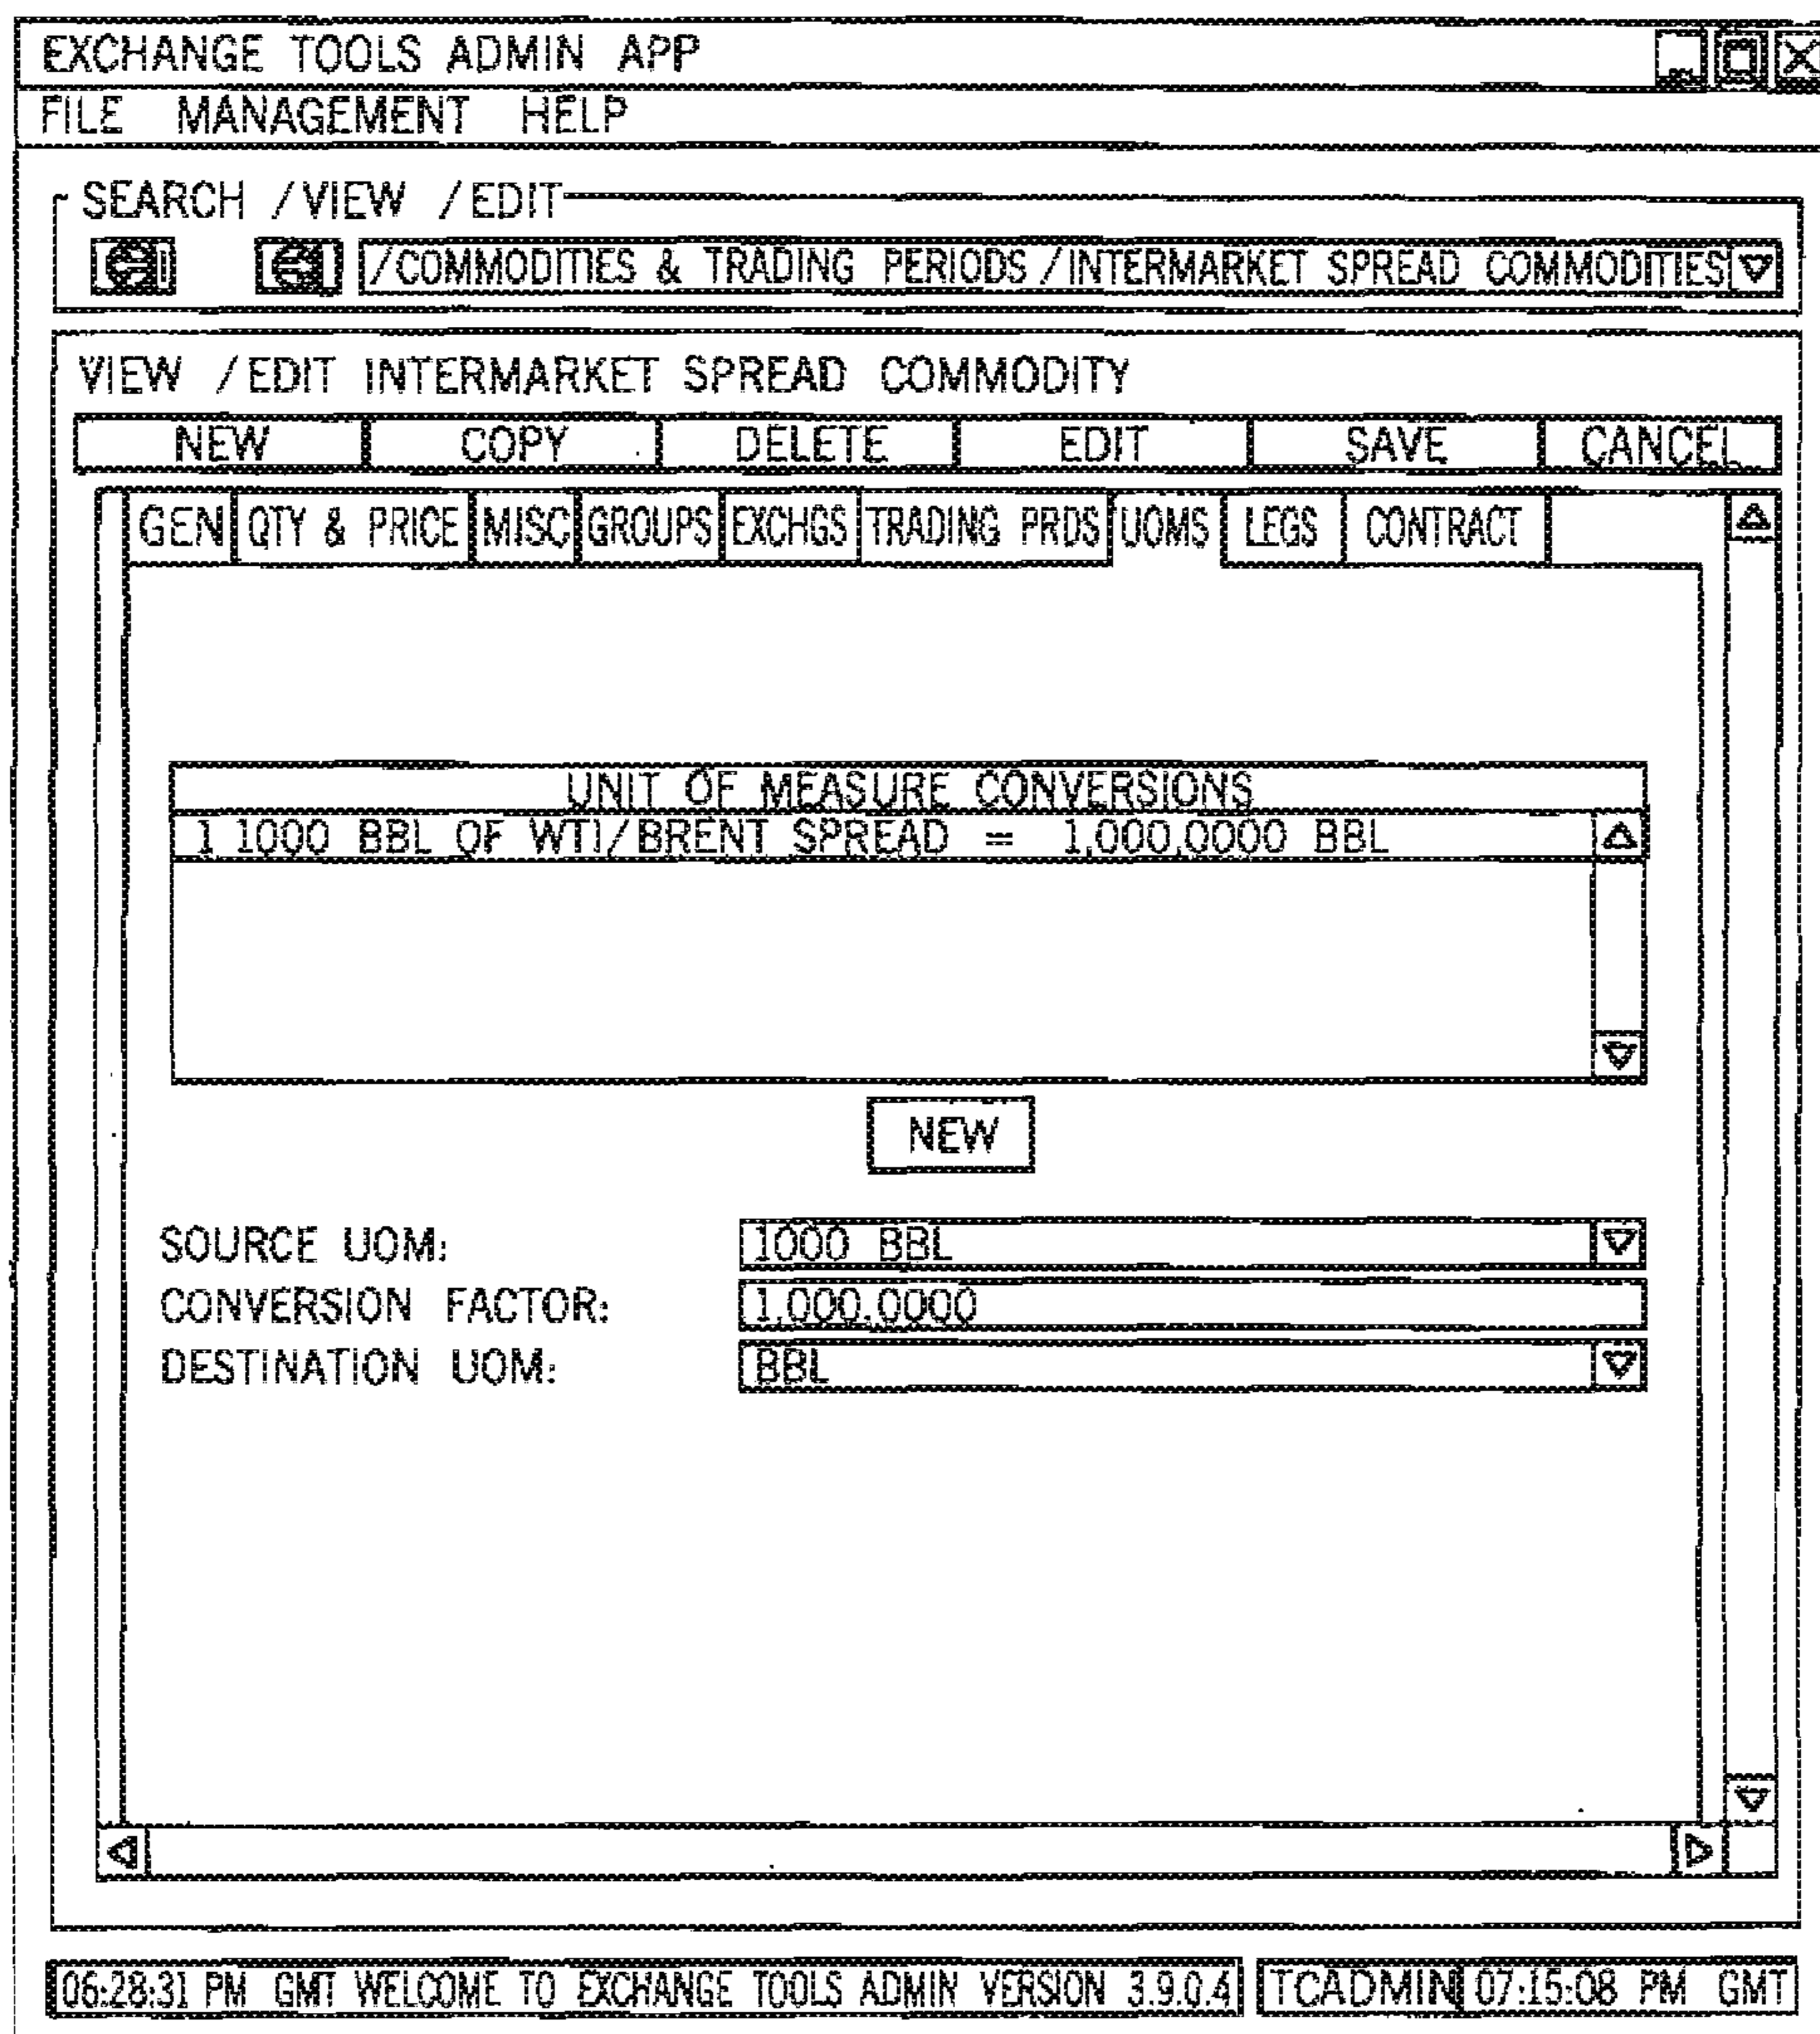 EXCHANGE TOOLS ADMIN APP
FILE MANAGEMENT HELP
SEARCH /VIEW /EDIT
/COMMODITIES & TRADING PERIODS /INTERMARKET SPREAD COMMODITIES
VIEW /EDIT INTERMARKET SPREAD COMMODITY
NEW COPY DELETE EDIT SAVE CANCEL
GEN QTY & PRICE MISC GROUPS EXCHGS TRADING PRDS UOMS LEGS CONTRACT
UNIT OF MEASURE CONVERSIONS
1 1000 BBL OF WTI/BRENT SPREAD = 1,000.0000 BBL
NEW
SOURCE UOM: 1000 BBL
CONVERSION FACTOR: 1,000.0000
DESTINATION UOM: BBL
06:28:31 PM GMT WELCOME TO EXCHANGE TOOLS ADMIN VERSION 3.9.0.4 TCADMIN 07:15:08 PM GMT